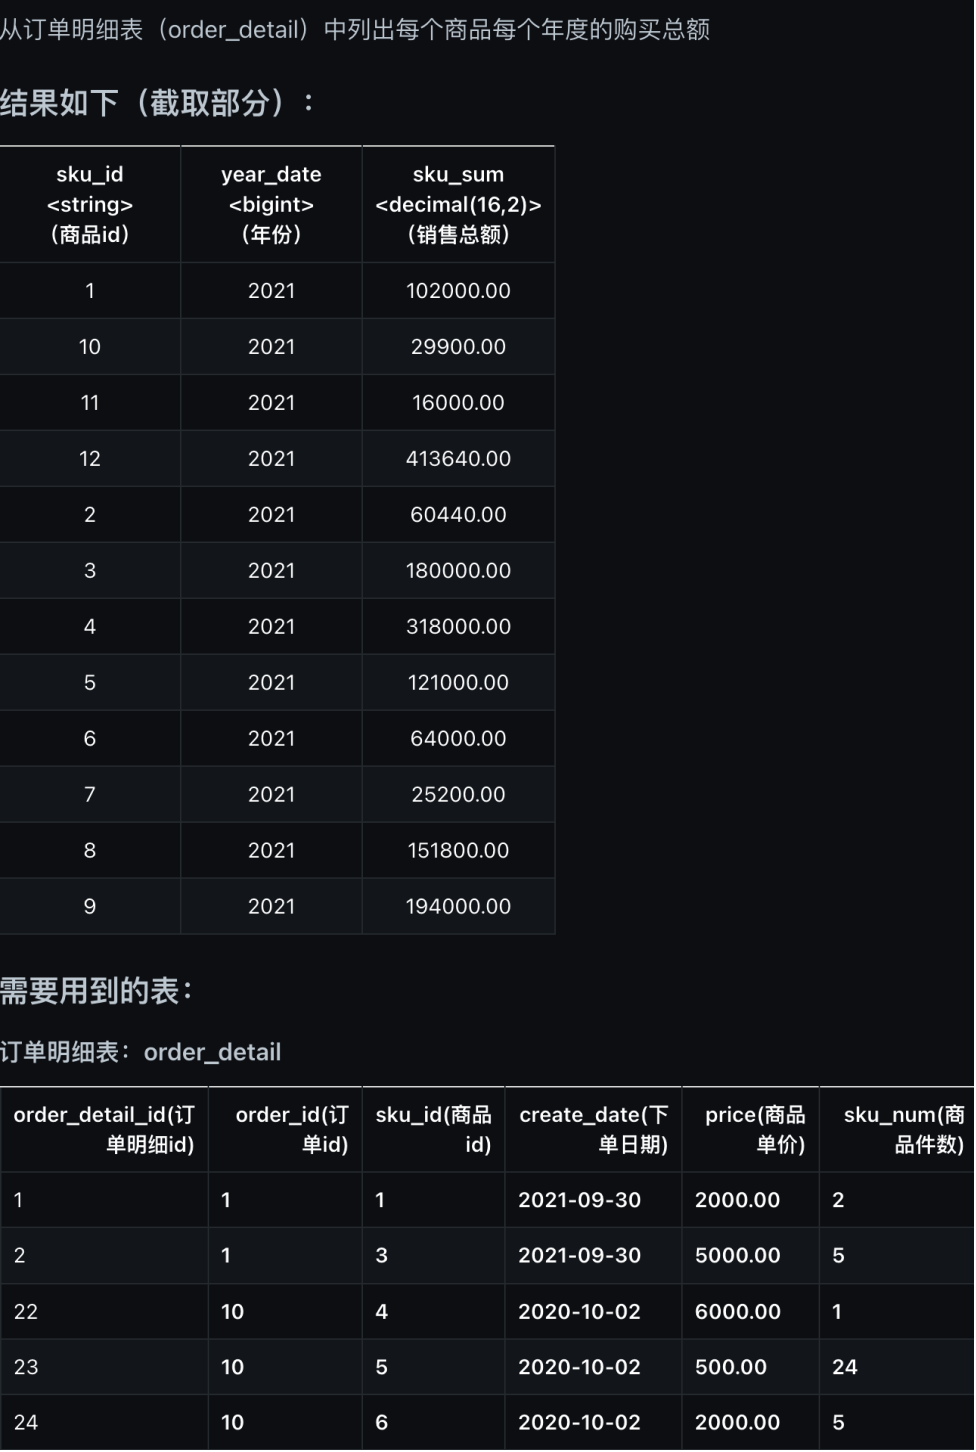 从订单明细表（order_detail）中列出每个商品每个年度的购买总额
结果如下（截取部分）：
sku_id <string> （商品id） year_date <bigint> （年份） sku_sum <decimal(16,2)> （销售总额）
1 2021 102000.00
10 2021 29900.00
11 2021 16000.00
12 2021 413640.00
2 2021 60440.00
3 2021 180000.00
4 2021 318000.00
5 2021 121000.00
6 2021 64000.00
7 2021 25200.00
8 2021 151800.00
9 2021 194000.00
需要用到的表：
订单明细表：order_detail
order_detail_id(订单明细id) order_id(订单id) sku_id(商品id) create_date(下单日期) price(商品单价) sku_num(商品件数)
1 1 1 2021-09-30 2000.00 2
2 1 3 2021-09-30 5000.00 5
22 10 4 2020-10-02 6000.00 1
23 10 5 2020-10-02 500.00 24
24 10 6 2020-10-02 2000.00 5